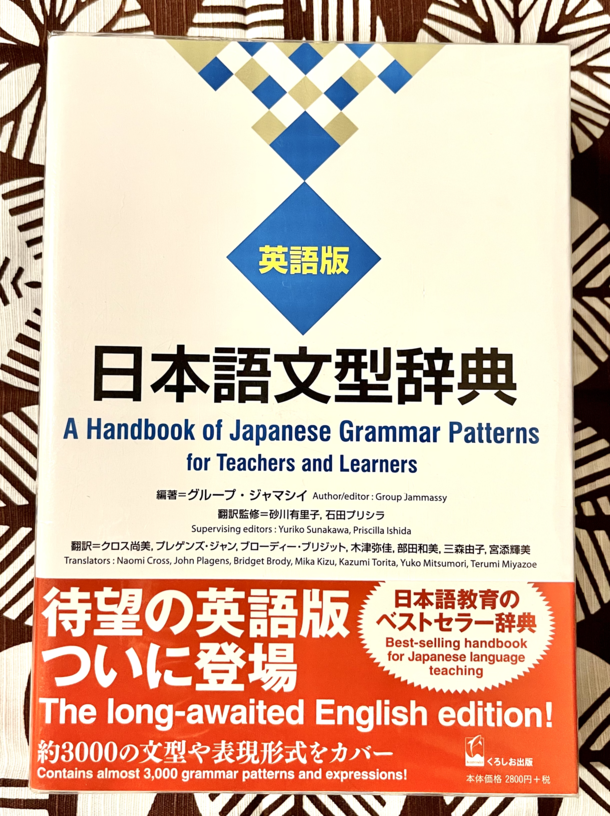 英語版
日本語文型辞典
A Handbook of Japanese Grammar Patterns
for Teachers and Learners
編著＝グループ・ジャマシイ Author/editor : Group Jammassy
翻訳監修＝砂川有里子, 石田プリシラ
Supervising editors : Yuriko Sunakawa, Priscilla Ishida
翻訳＝クロス尚美, プレゲンズ・ジャン, ブローディー・ブリジット, 木津弥佳, 部田和美, 三森由子, 宮添輝美
Translators : Naomi Cross, John Plagens, Bridget Brody, Mika Kizu, Kazumi Torita, Yuko Mitsumori, Terumi Miyazoe
待望の英語版
ついに登場
日本語教育の
ベストセラー辞典
Best-selling handbook
for Japanese language
teaching
The long-awaited English edition!
約3000の文型や表現形式をカバー
Contains almost 3,000 grammar patterns and expressions!
くろしお出版
本体価格 2800円＋税